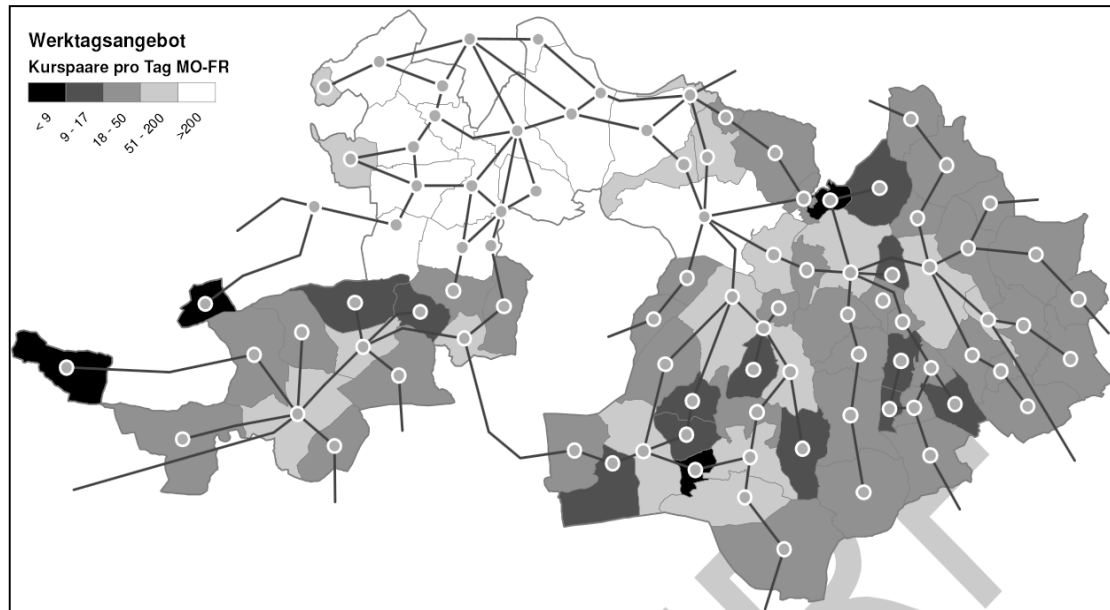 Werktagsangebot
Kurspaare pro Tag MO-FR
< 9
9 - 17
18 - 50
51 - 200
>200